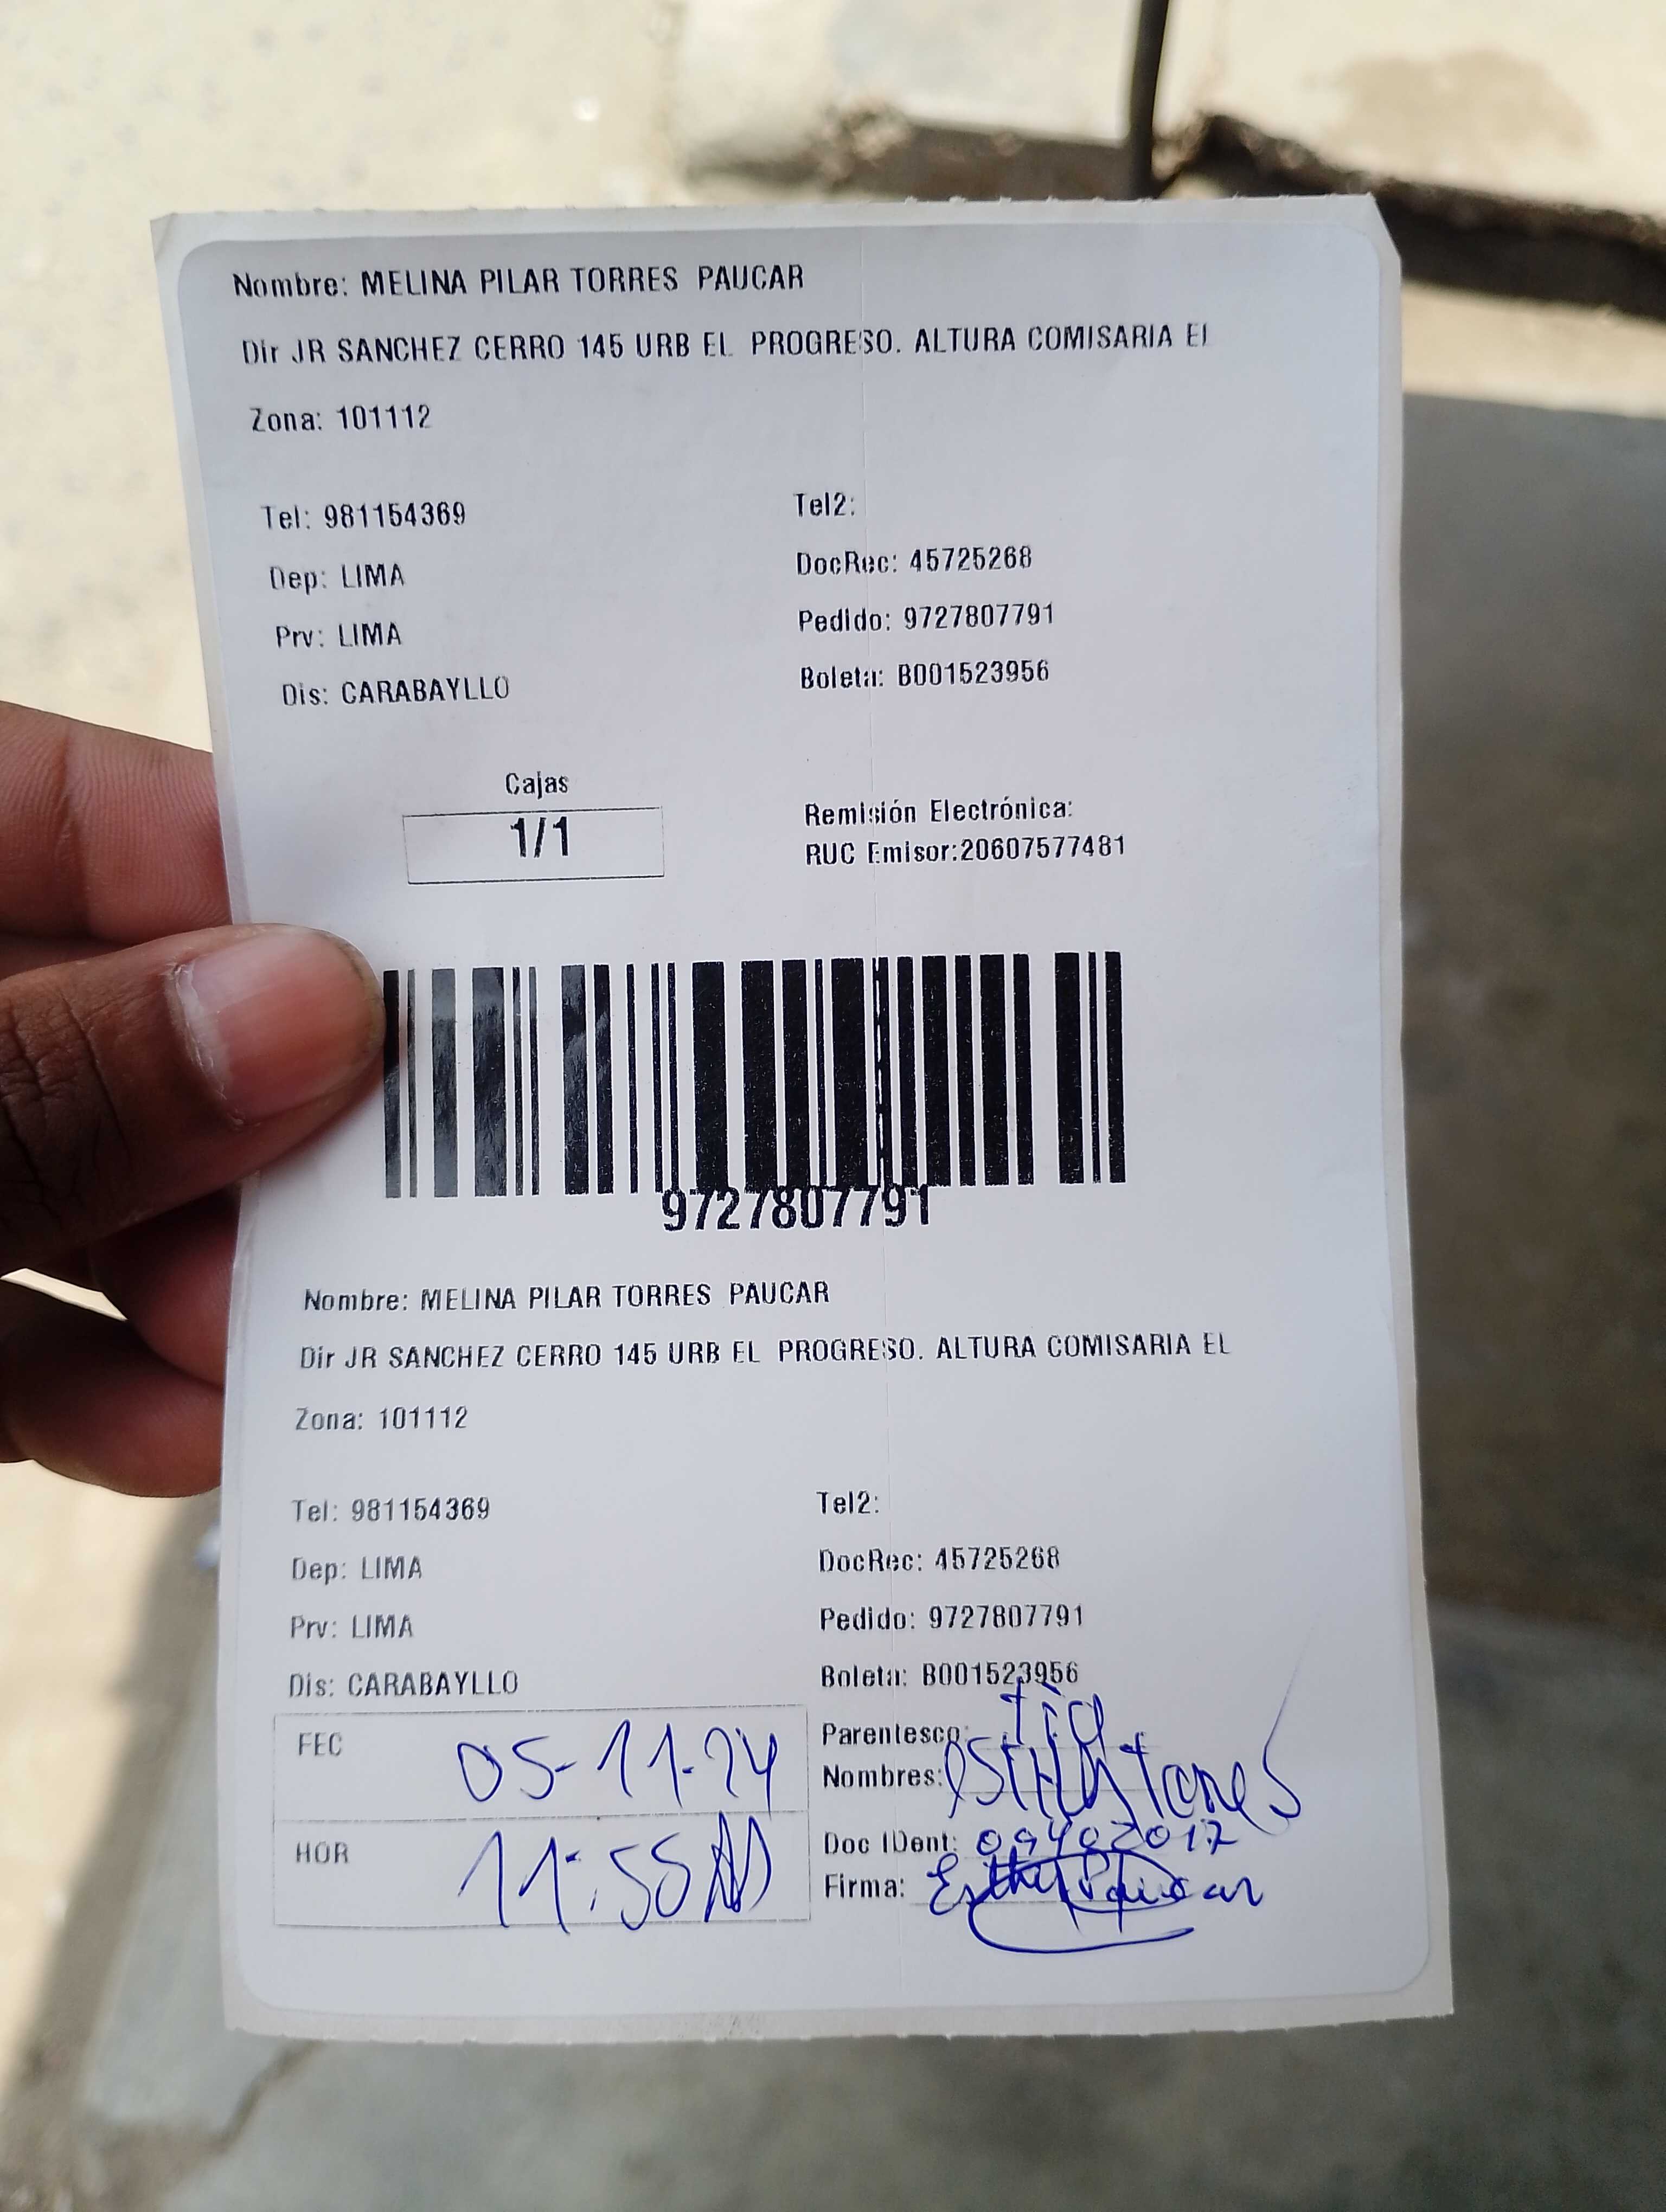 Nombre: MELINA PILAR TORRES PAUCAR
Dir JR SANCHEZ CERRO 145 URB EL PROGRESO. ALTURA COMISARIA El
Zona: 101112
Tel: 981154369 Tel2:
Dep: LIMA DocRec: 45725268
Prv: LIMA Pedido: 9727807791
Dis: CARABAYLLO Boleta: B001523956
Cajas
1/1
Remisión Electrónica:
RUC Emisor:20607577481
9727807791
Nombre: MELINA PILAR TORRES PAUCAR
Dir JR SANCHEZ CERRO 145 URB EL PROGRESO. ALTURA COMISARIA EL
Zona: 101112
Tel: 981154369 Tel2:
Dep: LIMA DocRec: 45725268
Prv: LIMA Pedido: 9727807791
Dis: CARABAYLLO Boleta: B001523956
FEC 05-11-24 Parentesco: tia
Nombres:
HOR 11:55 Doc IDent:
Firma: Paucar